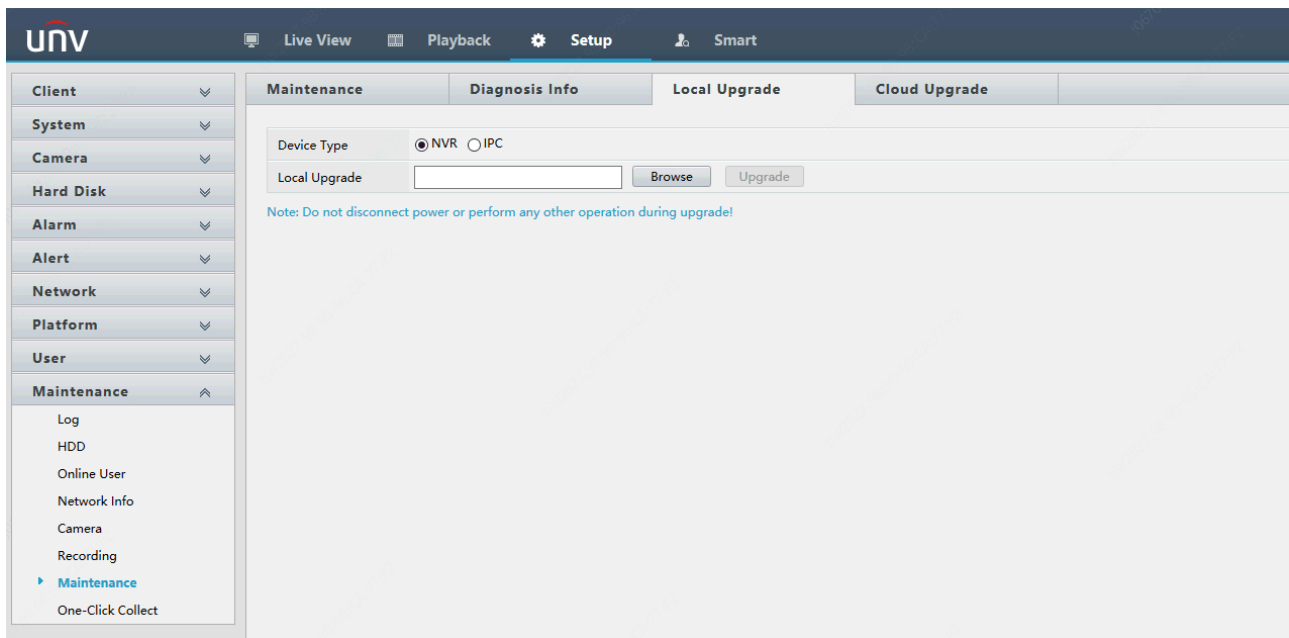 unv
Live View Playback Setup Smart
Client
System
Camera
Hard Disk
Alarm
Alert
Network
Platform
User
Maintenance
Log
HDD
Online User
Network Info
Camera
Recording
Maintenance
One-Click Collect
Maintenance Diagnosis Info Local Upgrade Cloud Upgrade
Device Type NVR IPC
Local Upgrade Browse Upgrade
Note: Do not disconnect power or perform any other operation during upgrade!